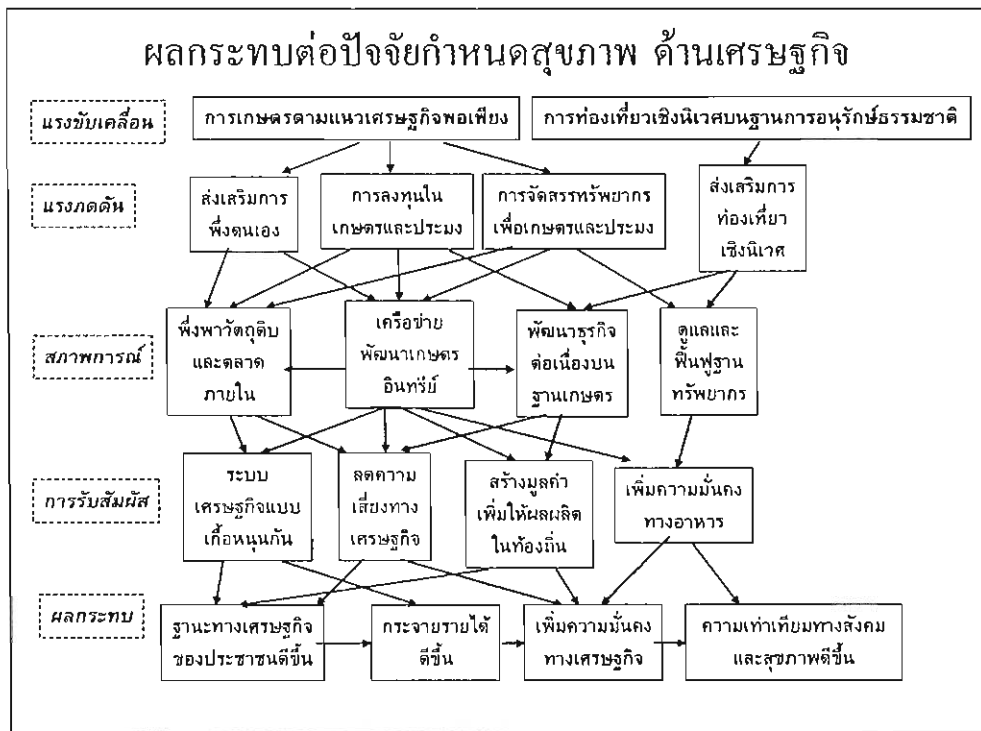 ผลกระทบต่อปัจจัยกำหนดสุขภาพ ด้านเศรษฐกิจ
แรงขับเคลื่อน
การเกษตรตามแนวเศรษฐกิจพอเพียง
การท่องเที่ยวเชิงนิเวศบนฐานการอนุรักษ์ธรรมชาติ
แรงกดดัน
ส่งเสริมการ
พึ่งตนเอง
การลงทุนใน
เกษตรและประมง
การจัดสรรทรัพยากร
เพื่อเกษตรและประมง
ส่งเสริมการ
ท่องเที่ยว
เชิงนิเวศ
สภาพการณ์
พึ่งพาวัตถุดิบ
และตลาด
ภายใน
เครือข่าย
พัฒนาเกษตร
อินทรีย์
พัฒนาธุรกิจ
ต่อเนื่องบน
ฐานเกษตร
ดูแลและ
ฟื้นฟูฐาน
ทรัพยากร
การรับสัมผัส
ระบบ
เศรษฐกิจแบบ
เกื้อหนุนกัน
ลดความ
เสี่ยงทาง
เศรษฐกิจ
สร้างมูลค่า
เพิ่มให้ผลผลิต
ในท้องถิ่น
เพิ่มความมั่นคง
ทางอาหาร
ผลกระทบ
ฐานะทางเศรษฐกิจ
ของประชาชนดีขึ้น
กระจายรายได้
ดีขึ้น
เพิ่มความมั่นคง
ทางเศรษฐกิจ
ความเท่าเทียมทางสังคม
และสุขภาพดีขึ้น